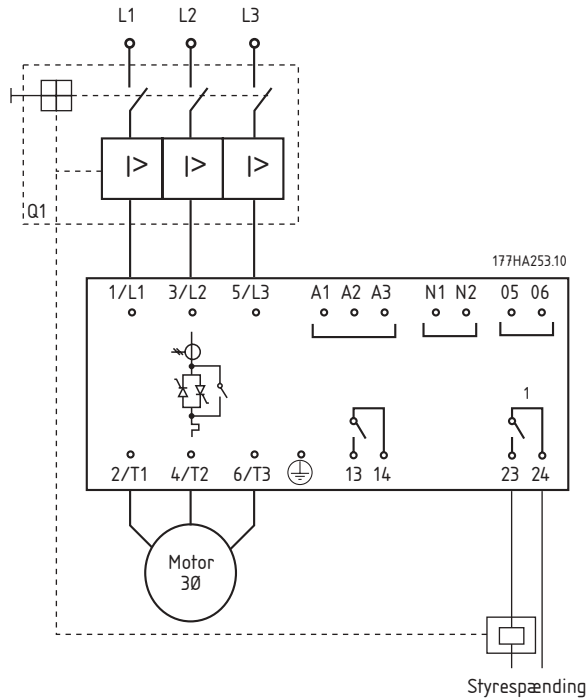 L1 L2 L3
I> I> I>
Q1
177HA253.10
1/L1 3/L2 5/L3 A1 A2 A3 N1 N2 05 06
1
2/T1 4/T2 6/T3 13 14 23 24
Motor
3Ø
Styrespænding